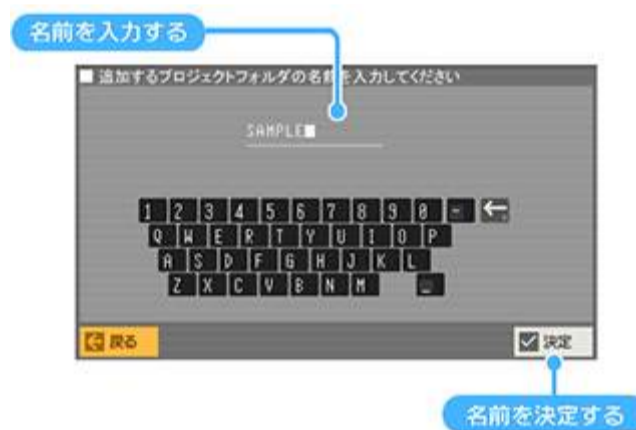 名前を入力する
■ 追加するプロジェクトフォルダの名前を入力してください
SAMPLE
1 2 3 4 5 6 7 8 9 0 - ←
Q W E R T Y U I O P
A S D F G H J K L
Z X C V B N M _
戻る
決定
名前を決定する